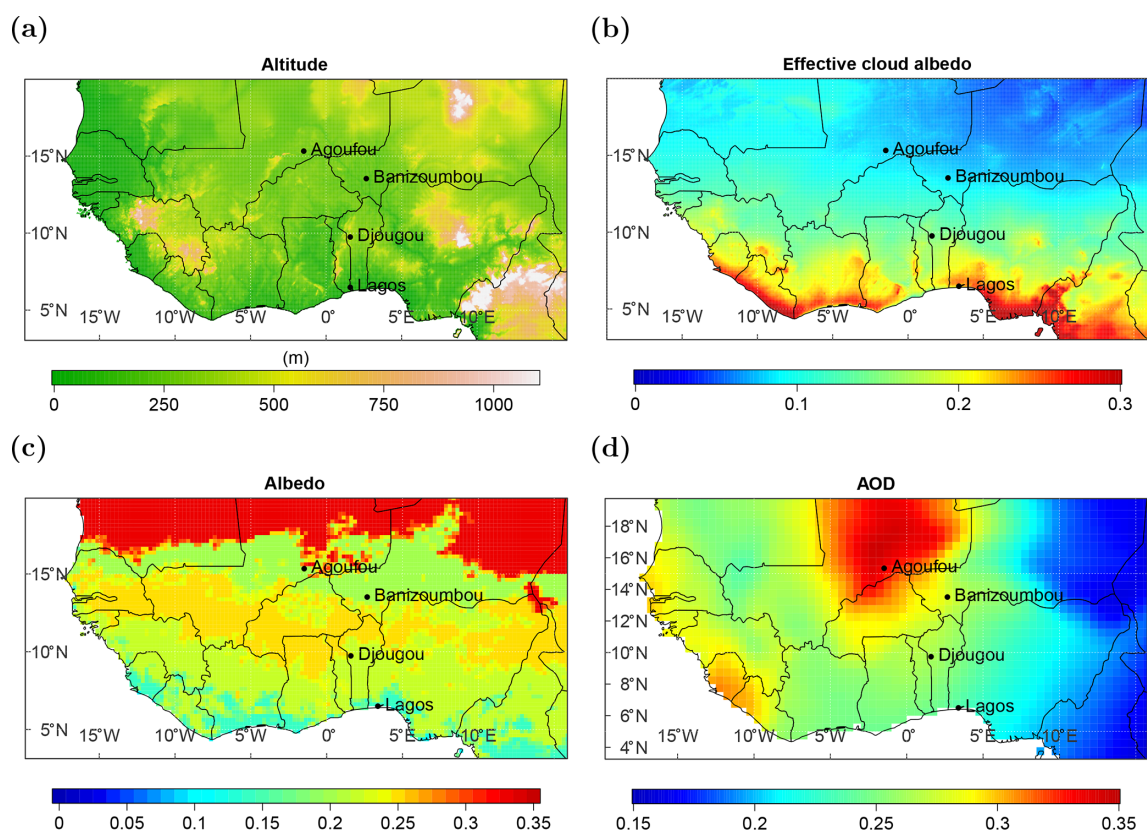 (a)
Altitude
15°N
10°N
5°N
15°W 10°W 5°W 0° 5°E 10°E
Agoufou
Banizoumbou
Djougou
Lagos
(m)
0 250 500 750 1000
(b)
Effective cloud albedo
15°N
10°N
5°N
15°W 10°W 5°W 0° 5°E 10°E
Agoufou
Banizoumbou
Djougou
Lagos
0 0.1 0.2 0.3
(c)
Albedo
15°N
10°N
5°N
15°W 10°W 5°W 0° 5°E 10°E
Agoufou
Banizoumbou
Djougou
Lagos
0 0.05 0.1 0.15 0.2 0.25 0.3 0.35
(d)
AOD
18°N
16°N
14°N
12°N
10°N
8°N
6°N
4°N
15°W 10°W 5°W 0° 5°E 10°E
Agoufou
Banizoumbou
Djougou
Lagos
0.15 0.2 0.25 0.3 0.35